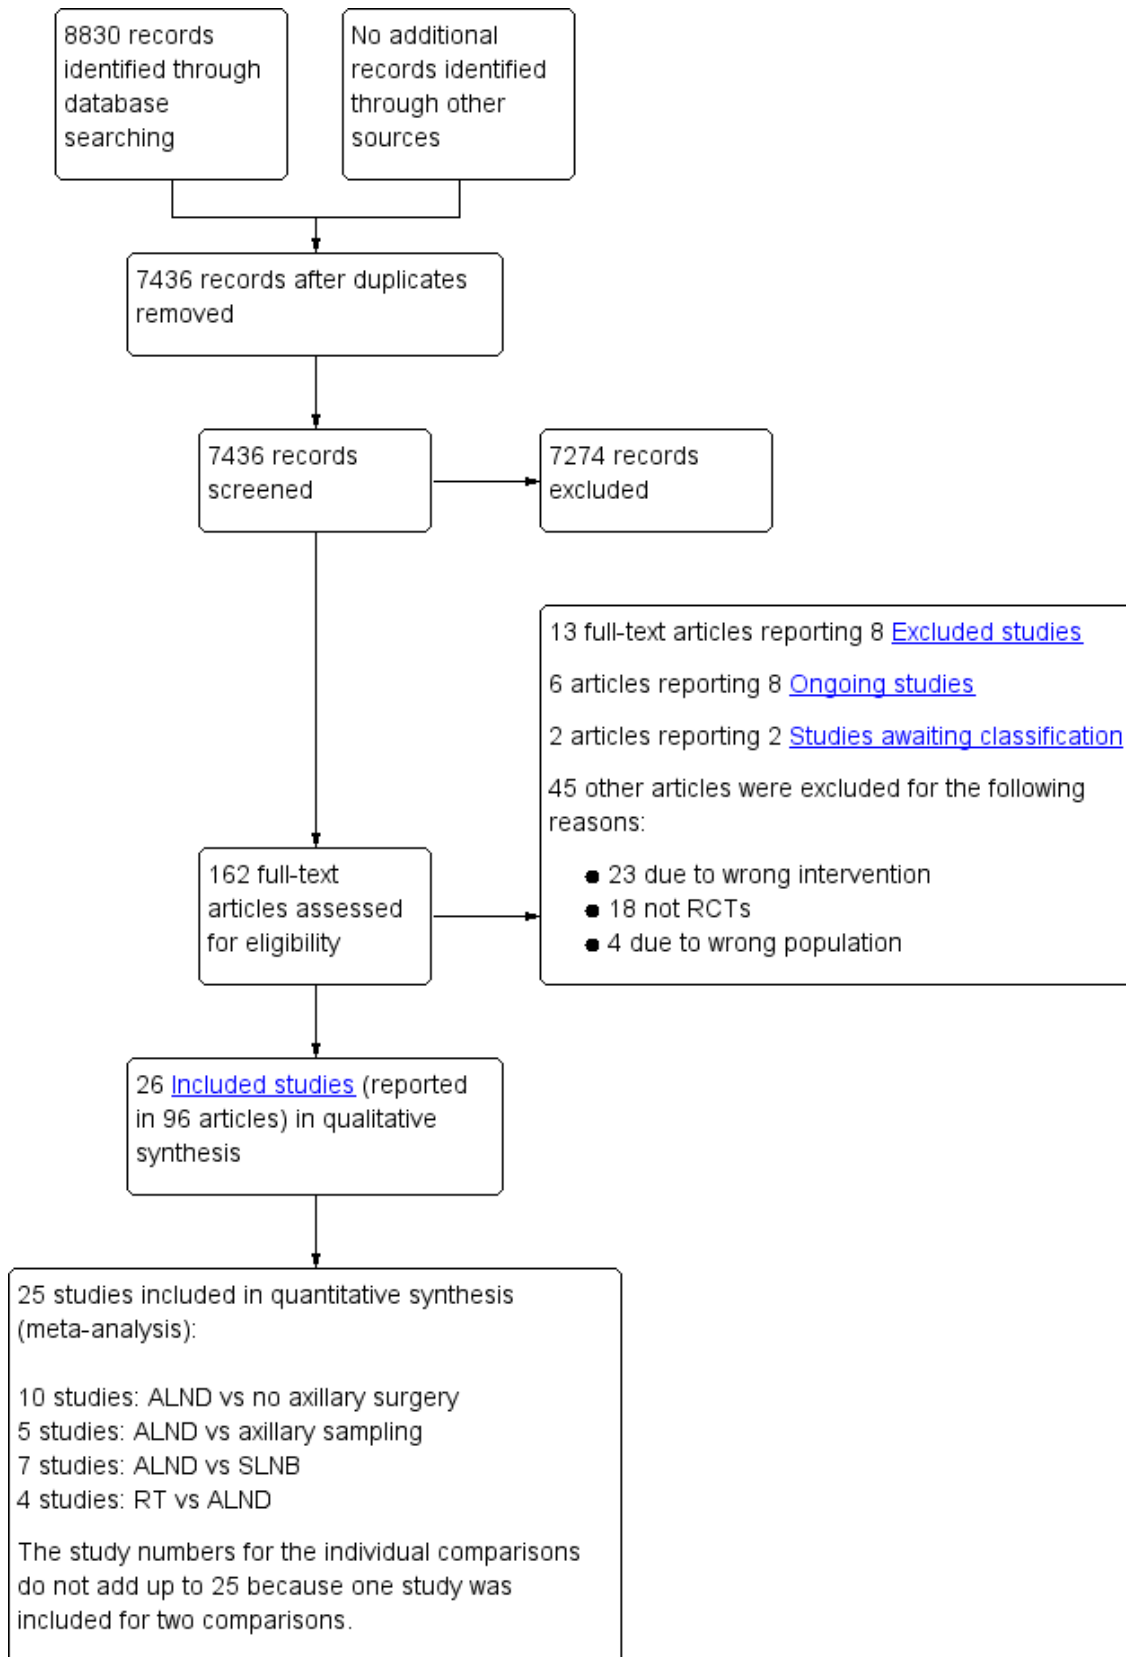 8830 records
identified through
database
searching
No additional
records identified
through other
sources
7436 records after duplicates
removed
7436 records
screened
7274 records
excluded
13 full-text articles reporting 8 Excluded studies
6 articles reporting 8 Ongoing studies
2 articles reporting 2 Studies awaiting classification
45 other articles were excluded for the following
reasons:
● 23 due to wrong intervention
● 18 not RCTs
● 4 due to wrong population
162 full-text
articles assessed
for eligibility
26 Included studies (reported
in 96 articles) in qualitative
synthesis
25 studies included in quantitative synthesis
(meta-analysis):
10 studies: ALND vs no axillary surgery
5 studies: ALND vs axillary sampling
7 studies: ALND vs SLNB
4 studies: RT vs ALND
The study numbers for the individual comparisons
do not add up to 25 because one study was
included for two comparisons.